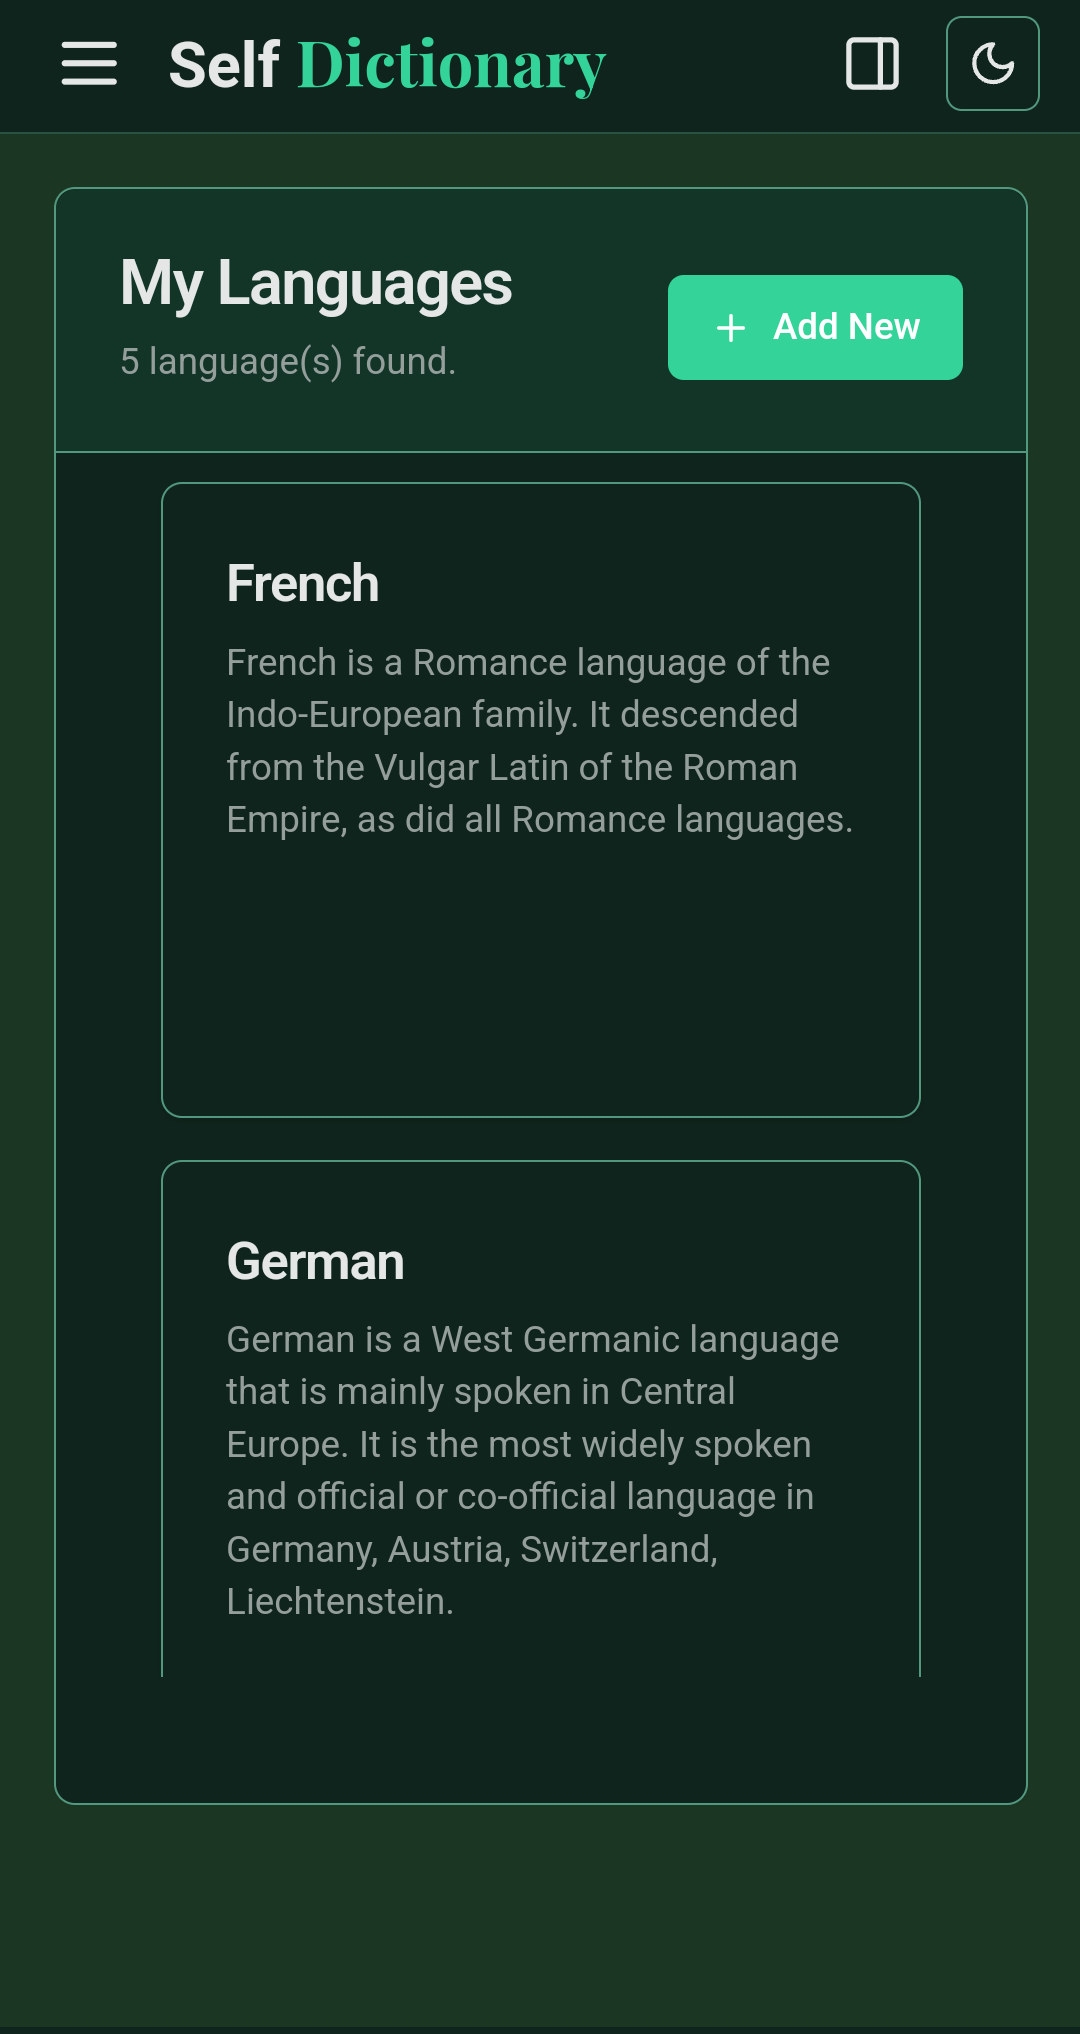 Self Dictionary
My Languages
5 language(s) found.
Add New
French
French is a Romance language of the
Indo-European family. It descended
from the Vulgar Latin of the Roman
Empire, as did all Romance languages.
German
German is a West Germanic language
that is mainly spoken in Central
Europe. It is the most widely spoken
and official or co-official language in
Germany, Austria, Switzerland,
Liechtenstein.